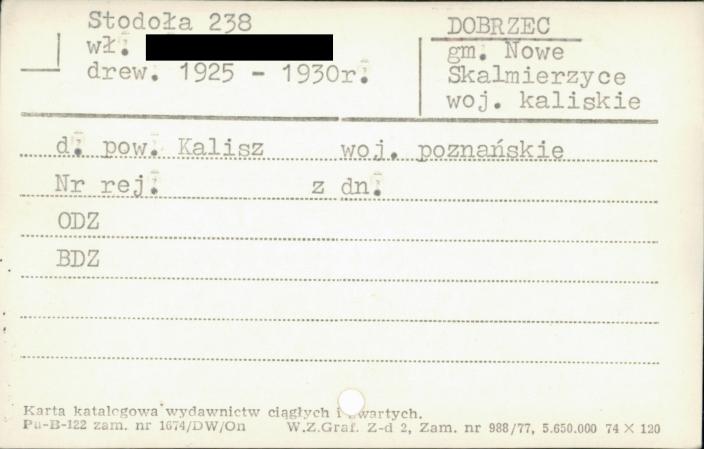 Stodoła 238
wł.
drew. 1925 - 1930r.
DOBRZEC
gm. Nowe
Skalmierzyce
woj. kaliskie
d. pow. Kalisz woj. poznańskie
Nr rej. z dn.
ODZ
BDZ
Karta katalogowa wydawnictw ciągłych i zwartych.
Pu-B-122 zam. nr 1674/DW/On W.Z.Graf. Z-d 2, Zam. nr 988/77, 5.650.000 74 X 120